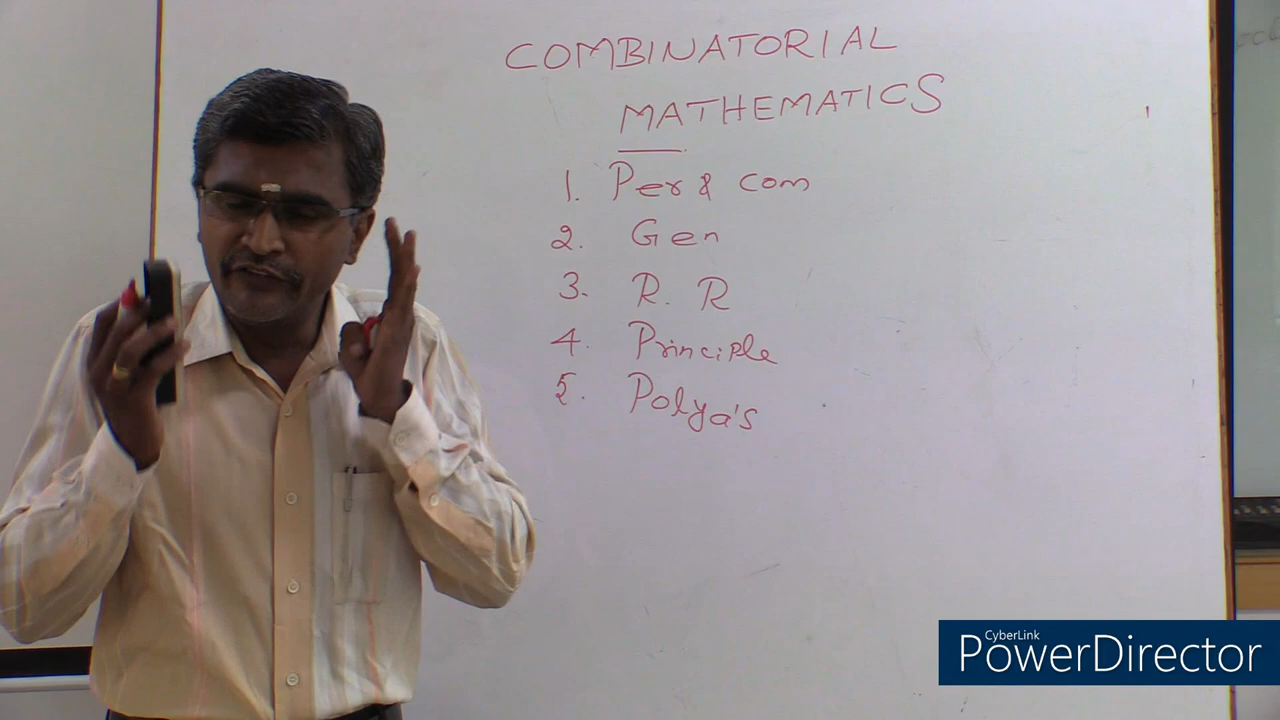 COMBINATORIAL
MATHEMATICS
1. Per & com
2. Gen
3. R. R
4. Principle
5. Polya's
CyberLink
PowerDirector